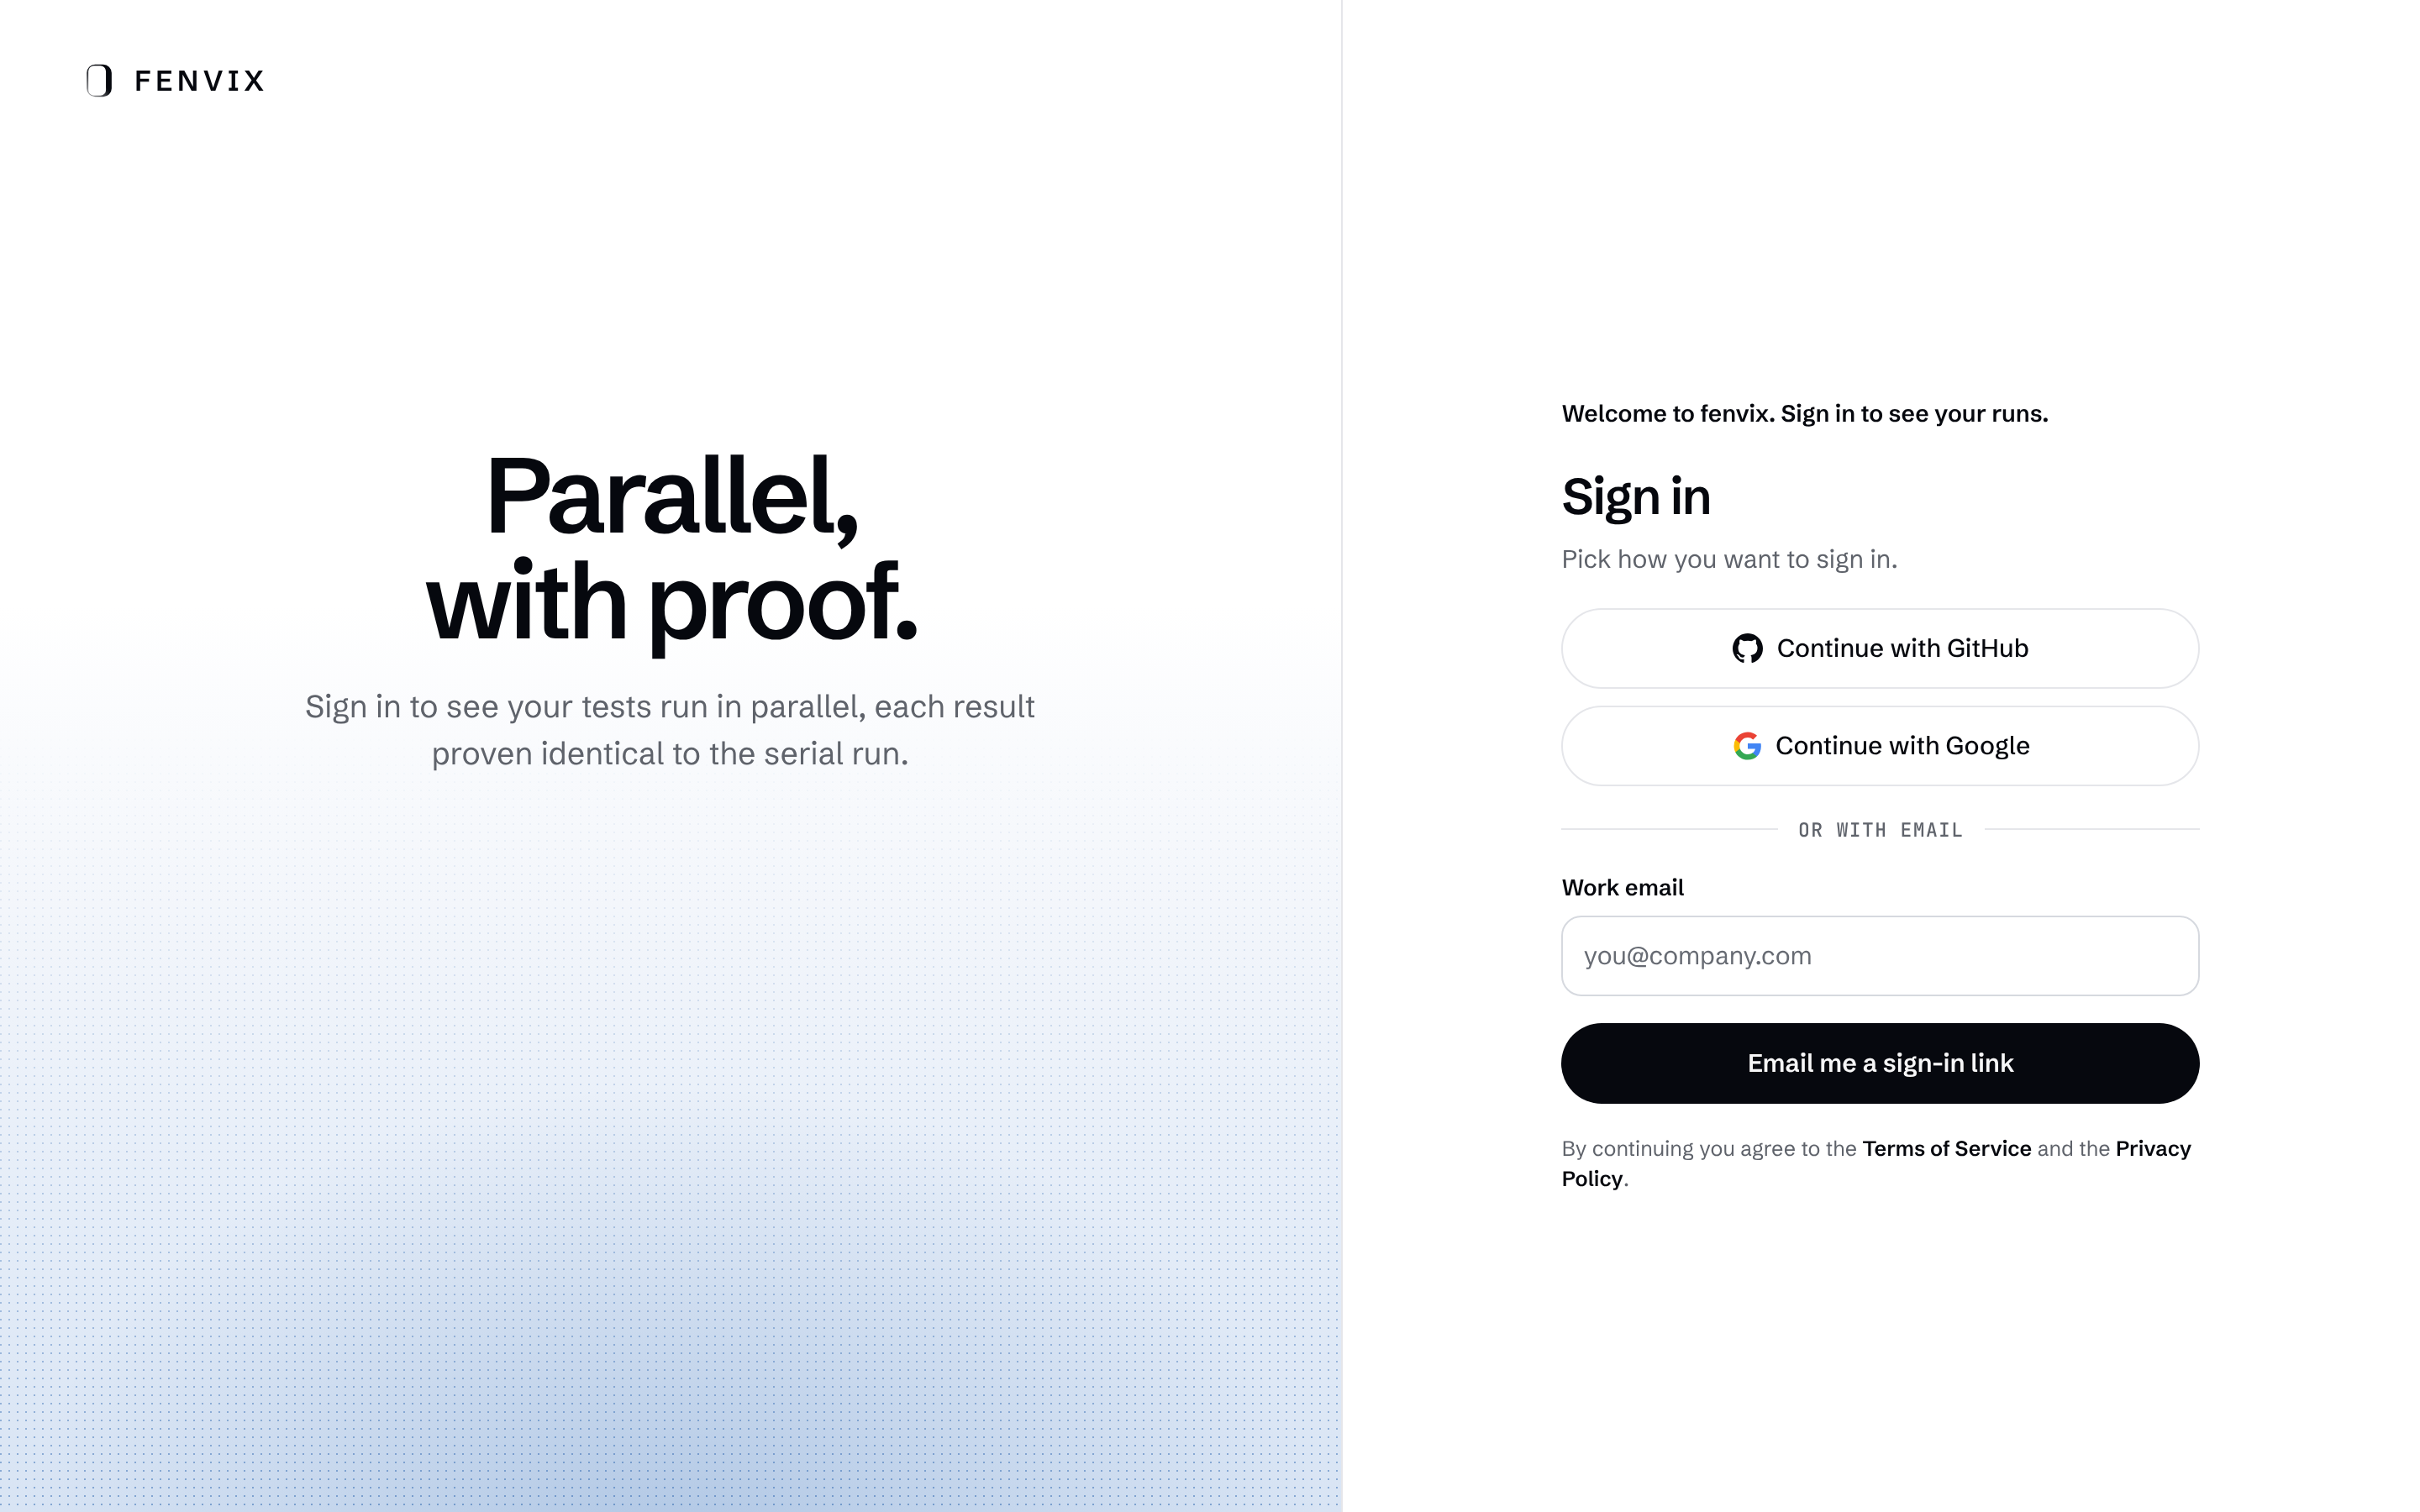 FENVIX
Parallel,
with proof.
Sign in to see your tests run in parallel, each result
proven identical to the serial run.
Welcome to fenvix. Sign in to see your runs.
Sign in
Pick how you want to sign in.
Continue with GitHub
Continue with Google
OR WITH EMAIL
Work email
you@company.com
Email me a sign-in link
By continuing you agree to the Terms of Service and the Privacy
Policy.